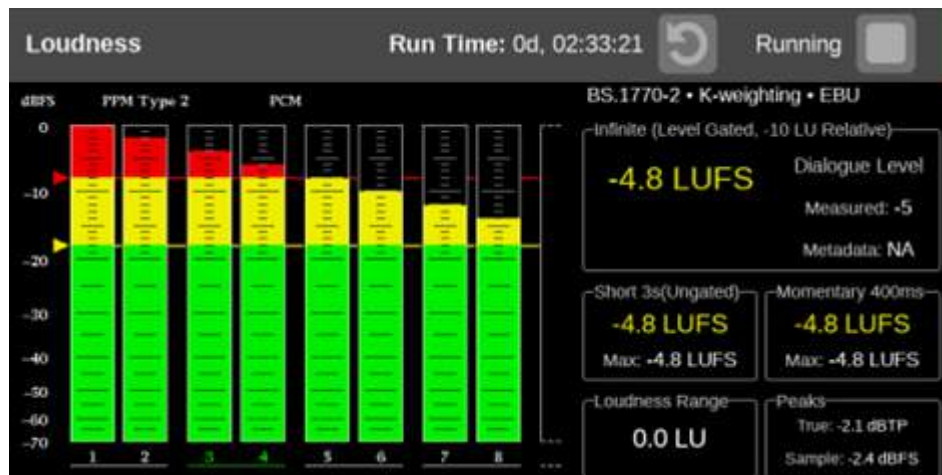 Loudness
Run Time: 0d, 02:33:21
Running
dBFS PPM Type 2 PCM
0
-10
-20
-30
-40
-50
-60
-70
1 2 3 4 5 6 7 8
BS.1770-2 • K-weighting • EBU
Infinite (Level Gated, -10 LU Relative)
-4.8 LUFS
Dialogue Level
Measured: -5
Metadata: NA
Short 3s(Ungated)
-4.8 LUFS
Max: -4.8 LUFS
Momentary 400ms
-4.8 LUFS
Max: -4.8 LUFS
Loudness Range
0.0 LU
Peaks
True: -2.1 dBTP
Sample: -2.4 dBFS